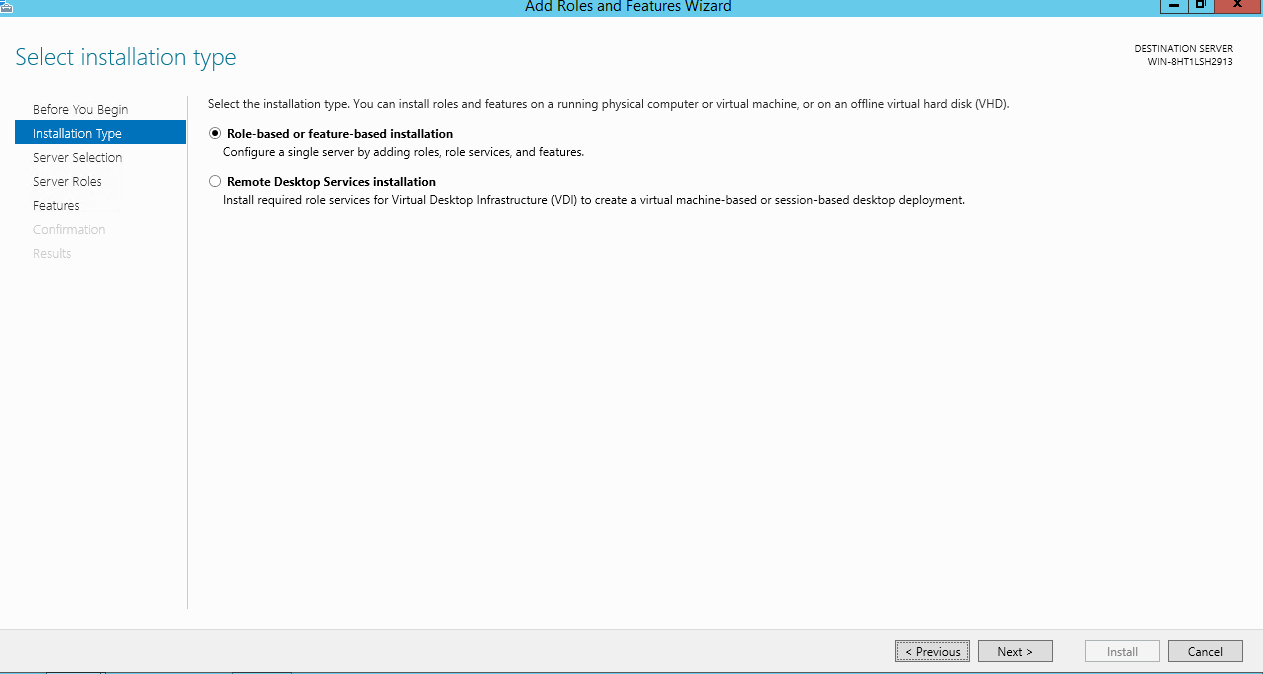 Add Roles and Features Wizard
Select installation type
DESTINATION SERVER
WIN-8HT1LSH2913
Before You Begin
Installation Type
Server Selection
Server Roles
Features
Confirmation
Results
Select the installation type. You can install roles and features on a running physical computer or virtual machine, or on an offline virtual hard disk (VHD).
Role-based or feature-based installation
Configure a single server by adding roles, role services, and features.
Remote Desktop Services installation
Install required role services for Virtual Desktop Infrastructure (VDI) to create a virtual machine-based or session-based desktop deployment.
< Previous
Next >
Install
Cancel